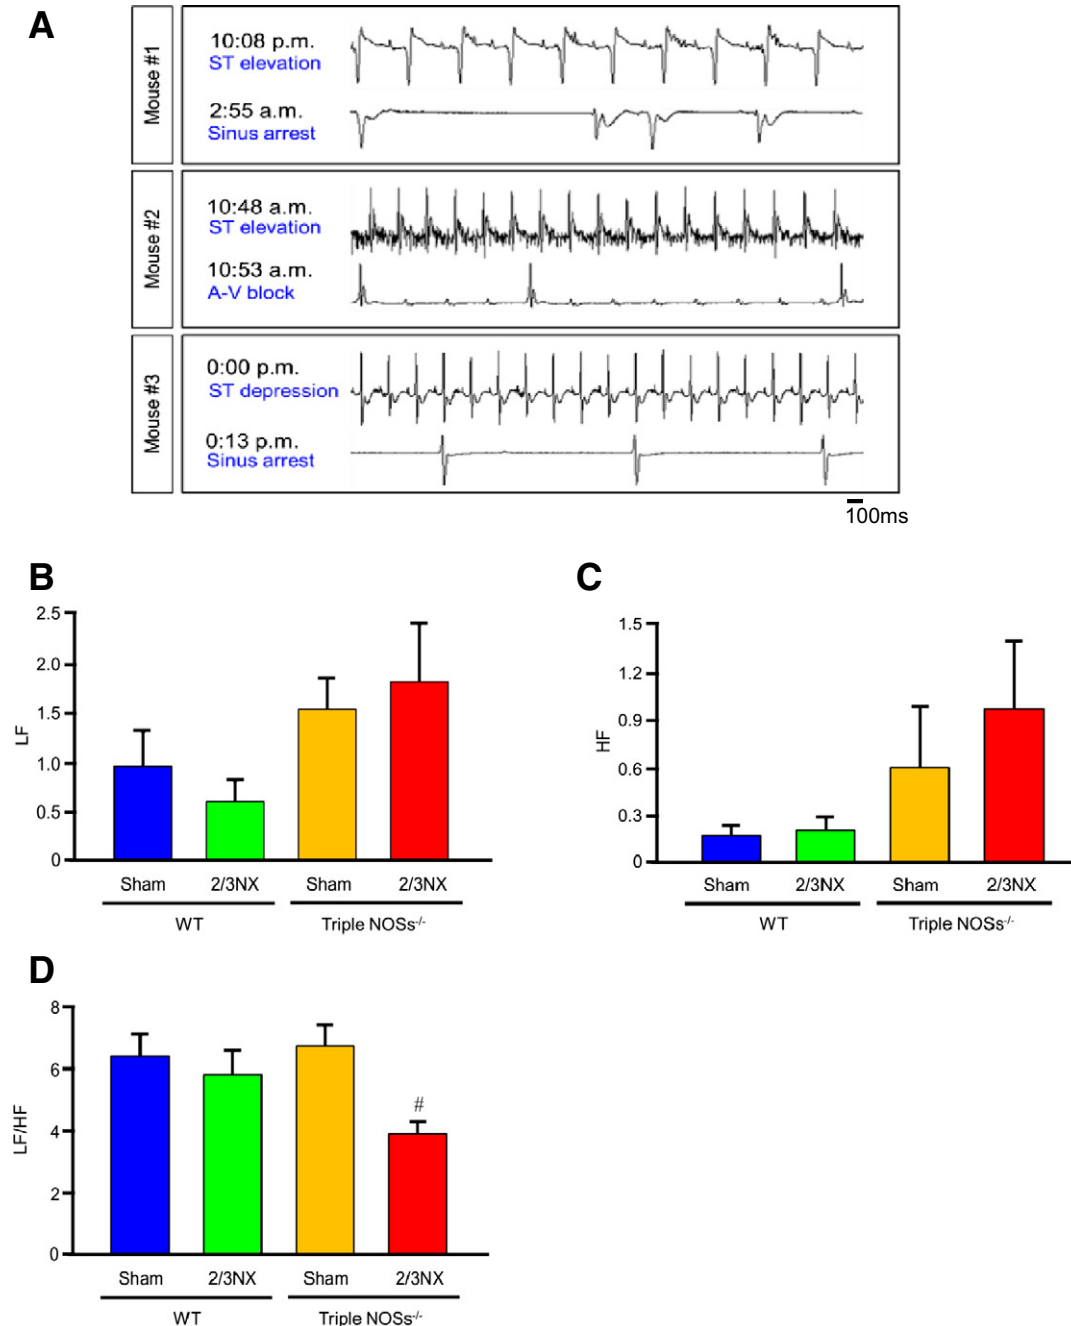 A
Mouse #1
10:08 p.m.
ST elevation
2:55 a.m.
Sinus arrest
Mouse #2
10:48 a.m.
ST elevation
10:53 a.m.
A-V block
Mouse #3
0:00 p.m.
ST depression
0:13 p.m.
Sinus arrest
100ms
B
LF
2.5
2.0
1.5
1.0
0.5
0
Sham 2/3NX Sham 2/3NX
WT Triple NOSs-/-
C
HF
1.5
1.2
0.9
0.6
0.3
0
Sham 2/3NX Sham 2/3NX
WT Triple NOSs-/-
D
LF/HF
8
6
4
2
0
#
Sham 2/3NX Sham 2/3NX
WT Triple NOSs-/-